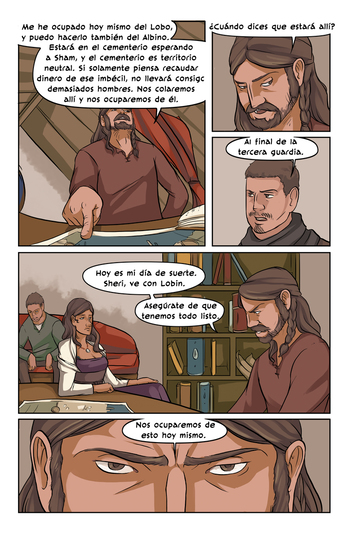 Me he ocupado hoy mismo del Lobo,
y puedo hacerlo también del Albino.
Estará en el cementerio esperando
a Sham, y el cementerio es territorio
neutral. Si solamente piensa recaudar
dinero de ese imbécil, no llevará consigo
demasiados hombres. Nos colaremos
allí y nos ocuparemos de él.
¿Cuándo dices que estará allí?
Al final de la
tercera guardia.
Hoy es mi día de suerte.
Sheri, ve con Lobin.
Asegúrate de que
tenemos todo listo.
Nos ocuparemos de
esto hoy mismo.